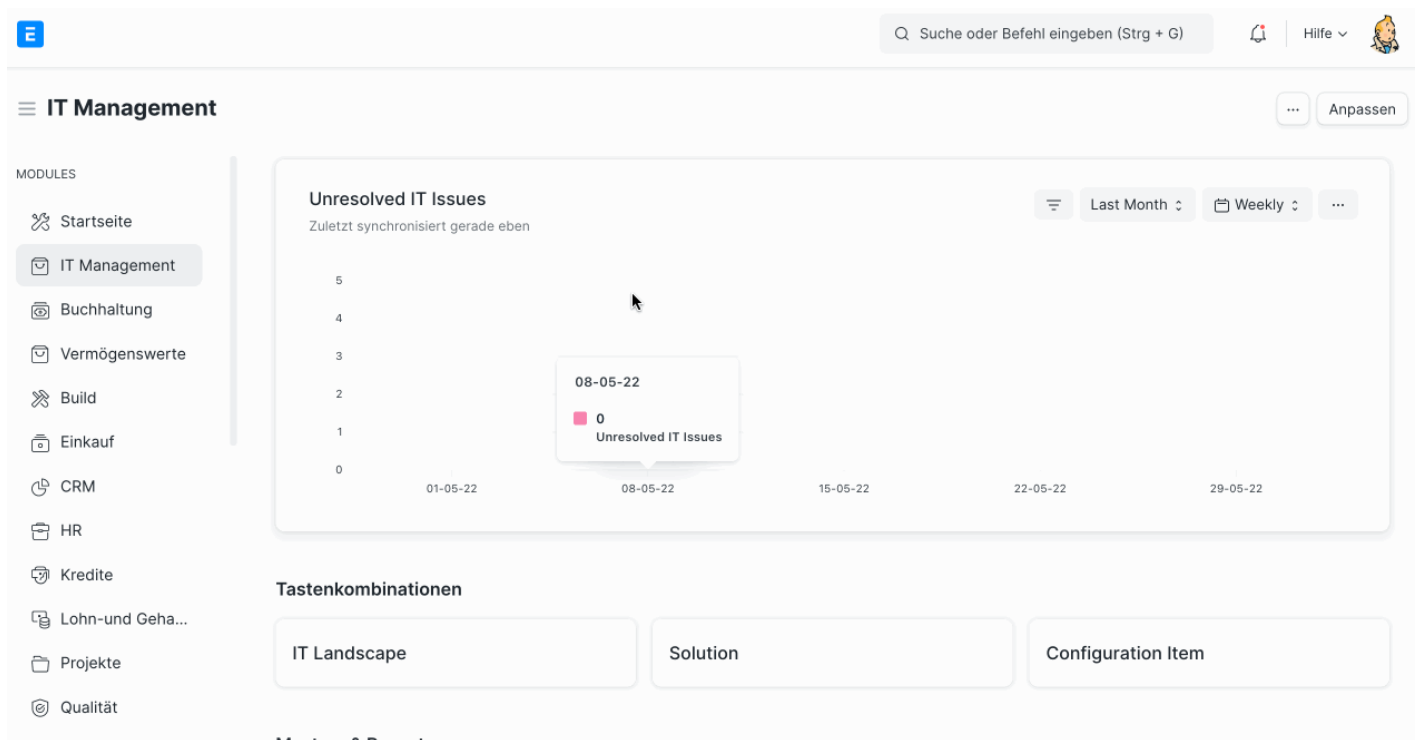 E
Suche oder Befehl eingeben (Strg + G)
Hilfe
IT Management
...
Anpassen
MODULES
Startseite
IT Management
Buchhaltung
Vermögenswerte
Build
Einkauf
CRM
HR
Kredite
Lohn-und Geha...
Projekte
Qualität
Unresolved IT Issues
Zuletzt synchronisiert gerade eben
Last Month
Weekly
...
5
4
3
2
1
0
08-05-22
0
Unresolved IT Issues
01-05-22 08-05-22 15-05-22 22-05-22 29-05-22
Tastenkombinationen
IT Landscape
Solution
Configuration Item